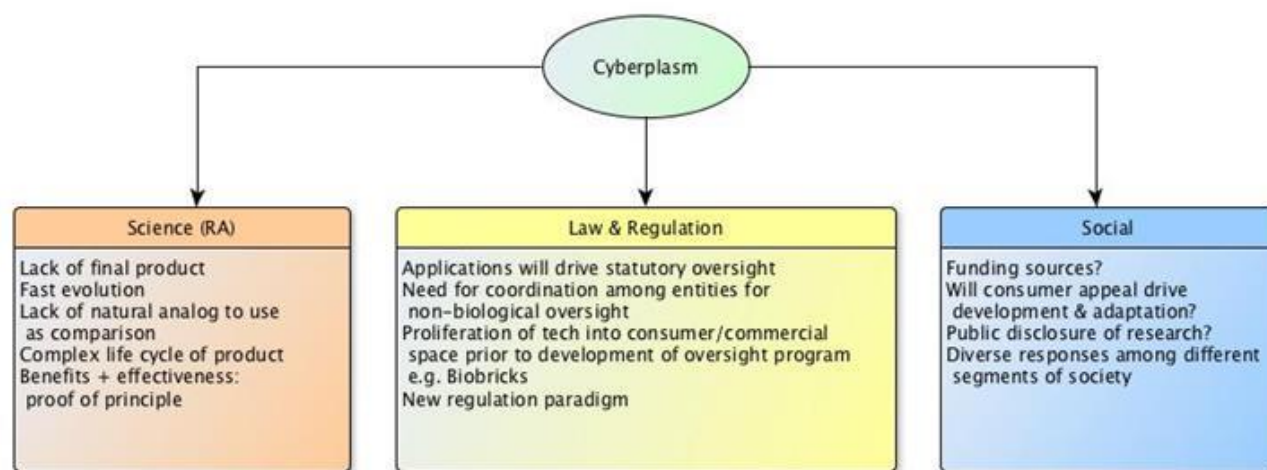 Cyberplasm
Science (RA)
Lack of final product
Fast evolution
Lack of natural analog to use
as comparison
Complex life cycle of product
Benefits + effectiveness:
proof of principle
Law & Regulation
Applications will drive statutory oversight
Need for coordination among entities for
non-biological oversight
Proliferation of tech into consumer/commercial
space prior to development of oversight program
e.g. Biobricks
New regulation paradigm
Social
Funding sources?
Will consumer appeal drive
development & adaptation?
Public disclosure of research?
Diverse responses among different
segments of society